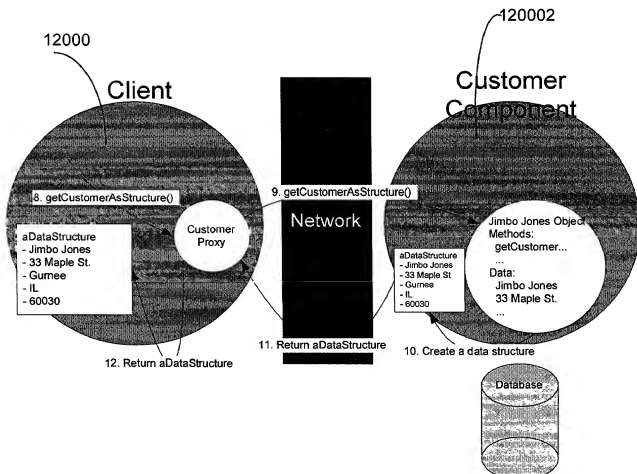 12000
120002
Client
Customer
Component
8. getCustomerAsStructure()
9. getCustomerAsStructure()
Customer
Proxy
Network
aDataStructure
- Jimbo Jones
- 33 Maple St.
- Gurnee
- IL
- 60030
aDataStructure
- Jimbo Jones
- 33 Maple St
- Gurnee
- IL
- 60030
Jimbo Jones Object
Methods:
getCustomer...
...
Data:
Jimbo Jones
33 Maple St.
...
11. Return aDataStructure
10. Create a data structure
12. Return aDataStructure
Database